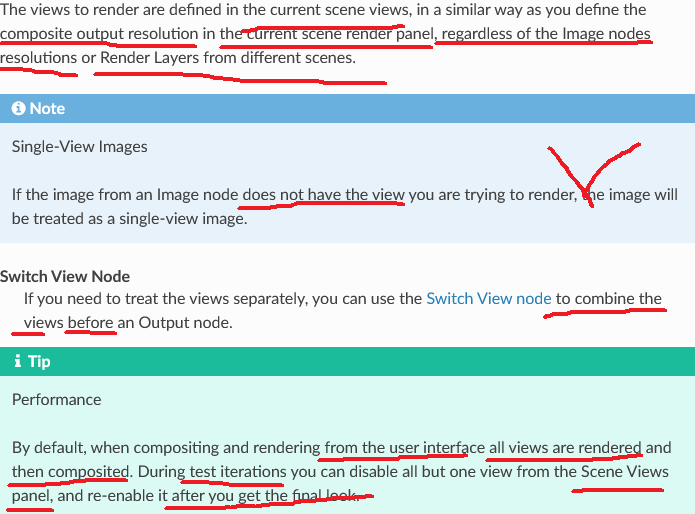 The views to render are defined in the current scene views, in a similar way as you define the
composite output resolution in the current scene render panel, regardless of the Image nodes
resolutions or Render Layers from different scenes.
Note
Single-View Images
If the image from an Image node does not have the view you are trying to render, the image will
be treated as a single-view image.
Switch View Node
If you need to treat the views separately, you can use the Switch View node to combine the
views before an Output node.
Tip
Performance
By default, when compositing and rendering from the user interface all views are rendered and
then composited. During test iterations you can disable all but one view from the Scene Views
panel, and re-enable it after you get the final look.